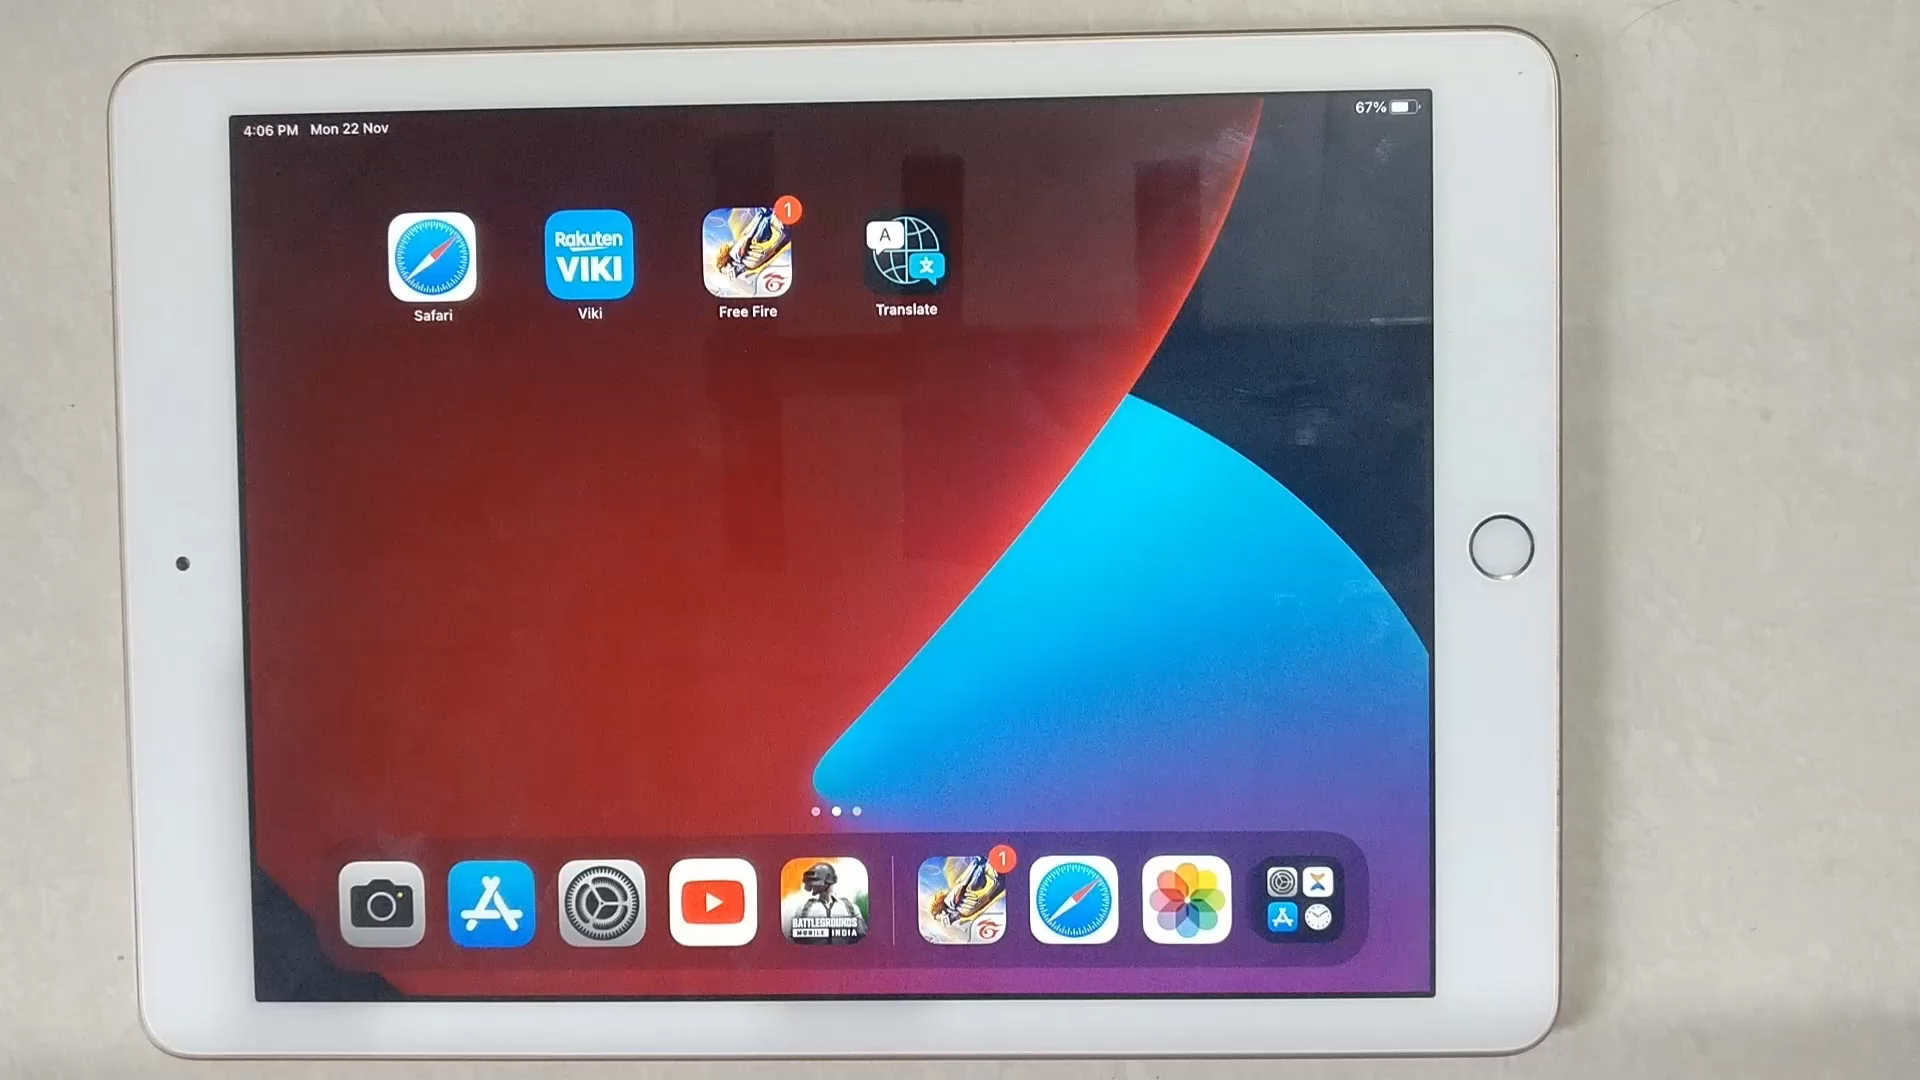 4:06 PM Mon 22 Nov
67%
Rakuten
VIKI
1
A
文
Safari
Viki
Free Fire
Translate
1
BATTLEGROUNDS
MOBILE INDIA